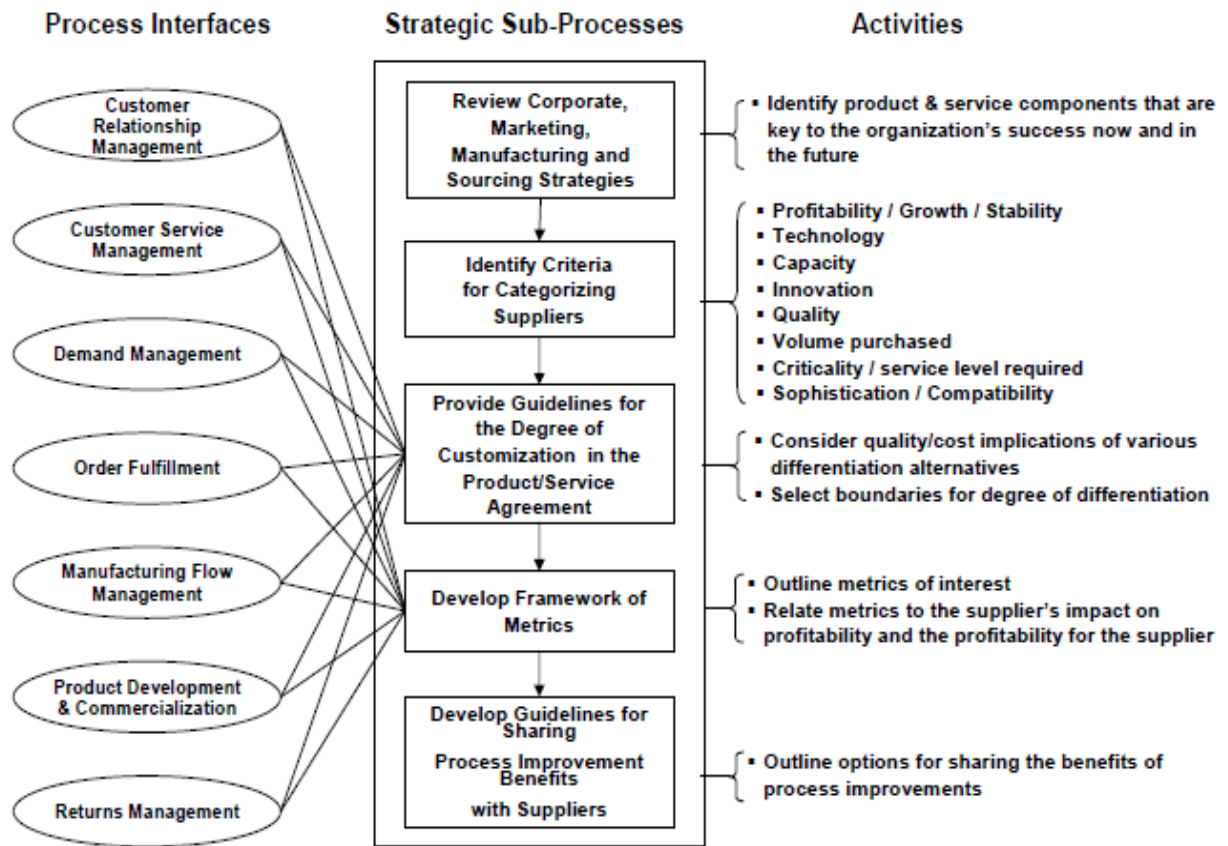 Process Interfaces
Strategic Sub-Processes
Activities
Customer
Relationship
Management
Customer Service
Management
Demand Management
Order Fulfillment
Manufacturing Flow
Management
Product Development
& Commercialization
Returns Management
Review Corporate,
Marketing,
Manufacturing and
Sourcing Strategies
Identify Criteria
for Categorizing
Suppliers
Provide Guidelines for
the Degree of
Customization in the
Product/Service
Agreement
Develop Framework of
Metrics
Develop Guidelines for
Sharing
Process Improvement
Benefits
with Suppliers
▪ Identify product & service components that are
key to the organization's success now and in
the future
▪ Profitability / Growth / Stability
▪ Technology
▪ Capacity
▪ Innovation
▪ Quality
▪ Volume purchased
▪ Criticality / service level required
▪ Sophistication / Compatibility
▪ Consider quality/cost implications of various
differentiation alternatives
▪ Select boundaries for degree of differentiation
▪ Outline metrics of interest
▪ Relate metrics to the supplier's impact on
profitability and the profitability for the supplier
▪ Outline options for sharing the benefits of
process improvements